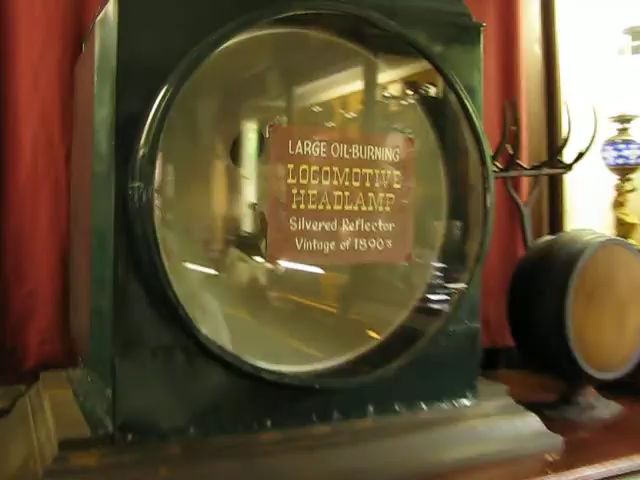 LARGE OIL-BURNING
LOCOMOTIVE
HEADLAMP
Silvered Reflector
Vintage of 1890's